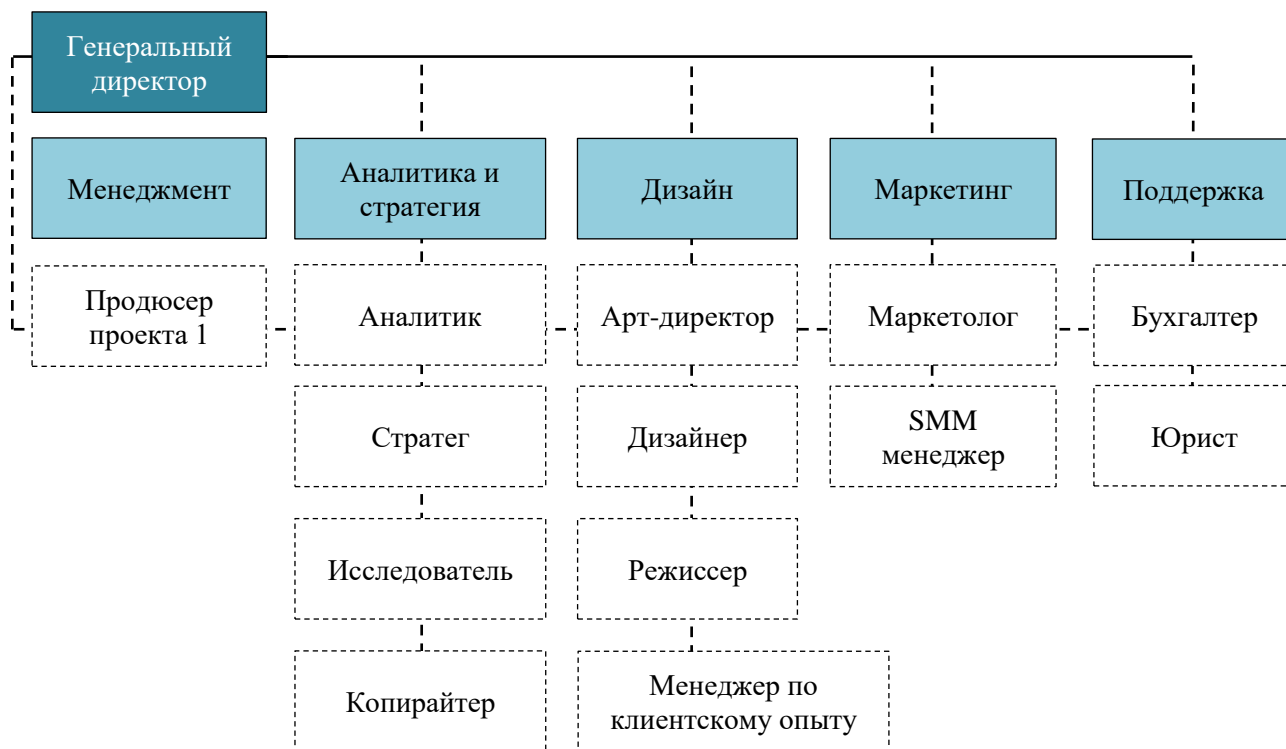 Генеральный
директор
Менеджмент
Аналитика и
стратегия
Дизайн
Маркетинг
Поддержка
Продюсер
проекта 1
Аналитик
Арт-директор
Маркетолог
Бухгалтер
Стратег
Дизайнер
SMM
менеджер
Юрист
Исследователь
Режиссер
Копирайтер
Менеджер по
клиентскому опыту